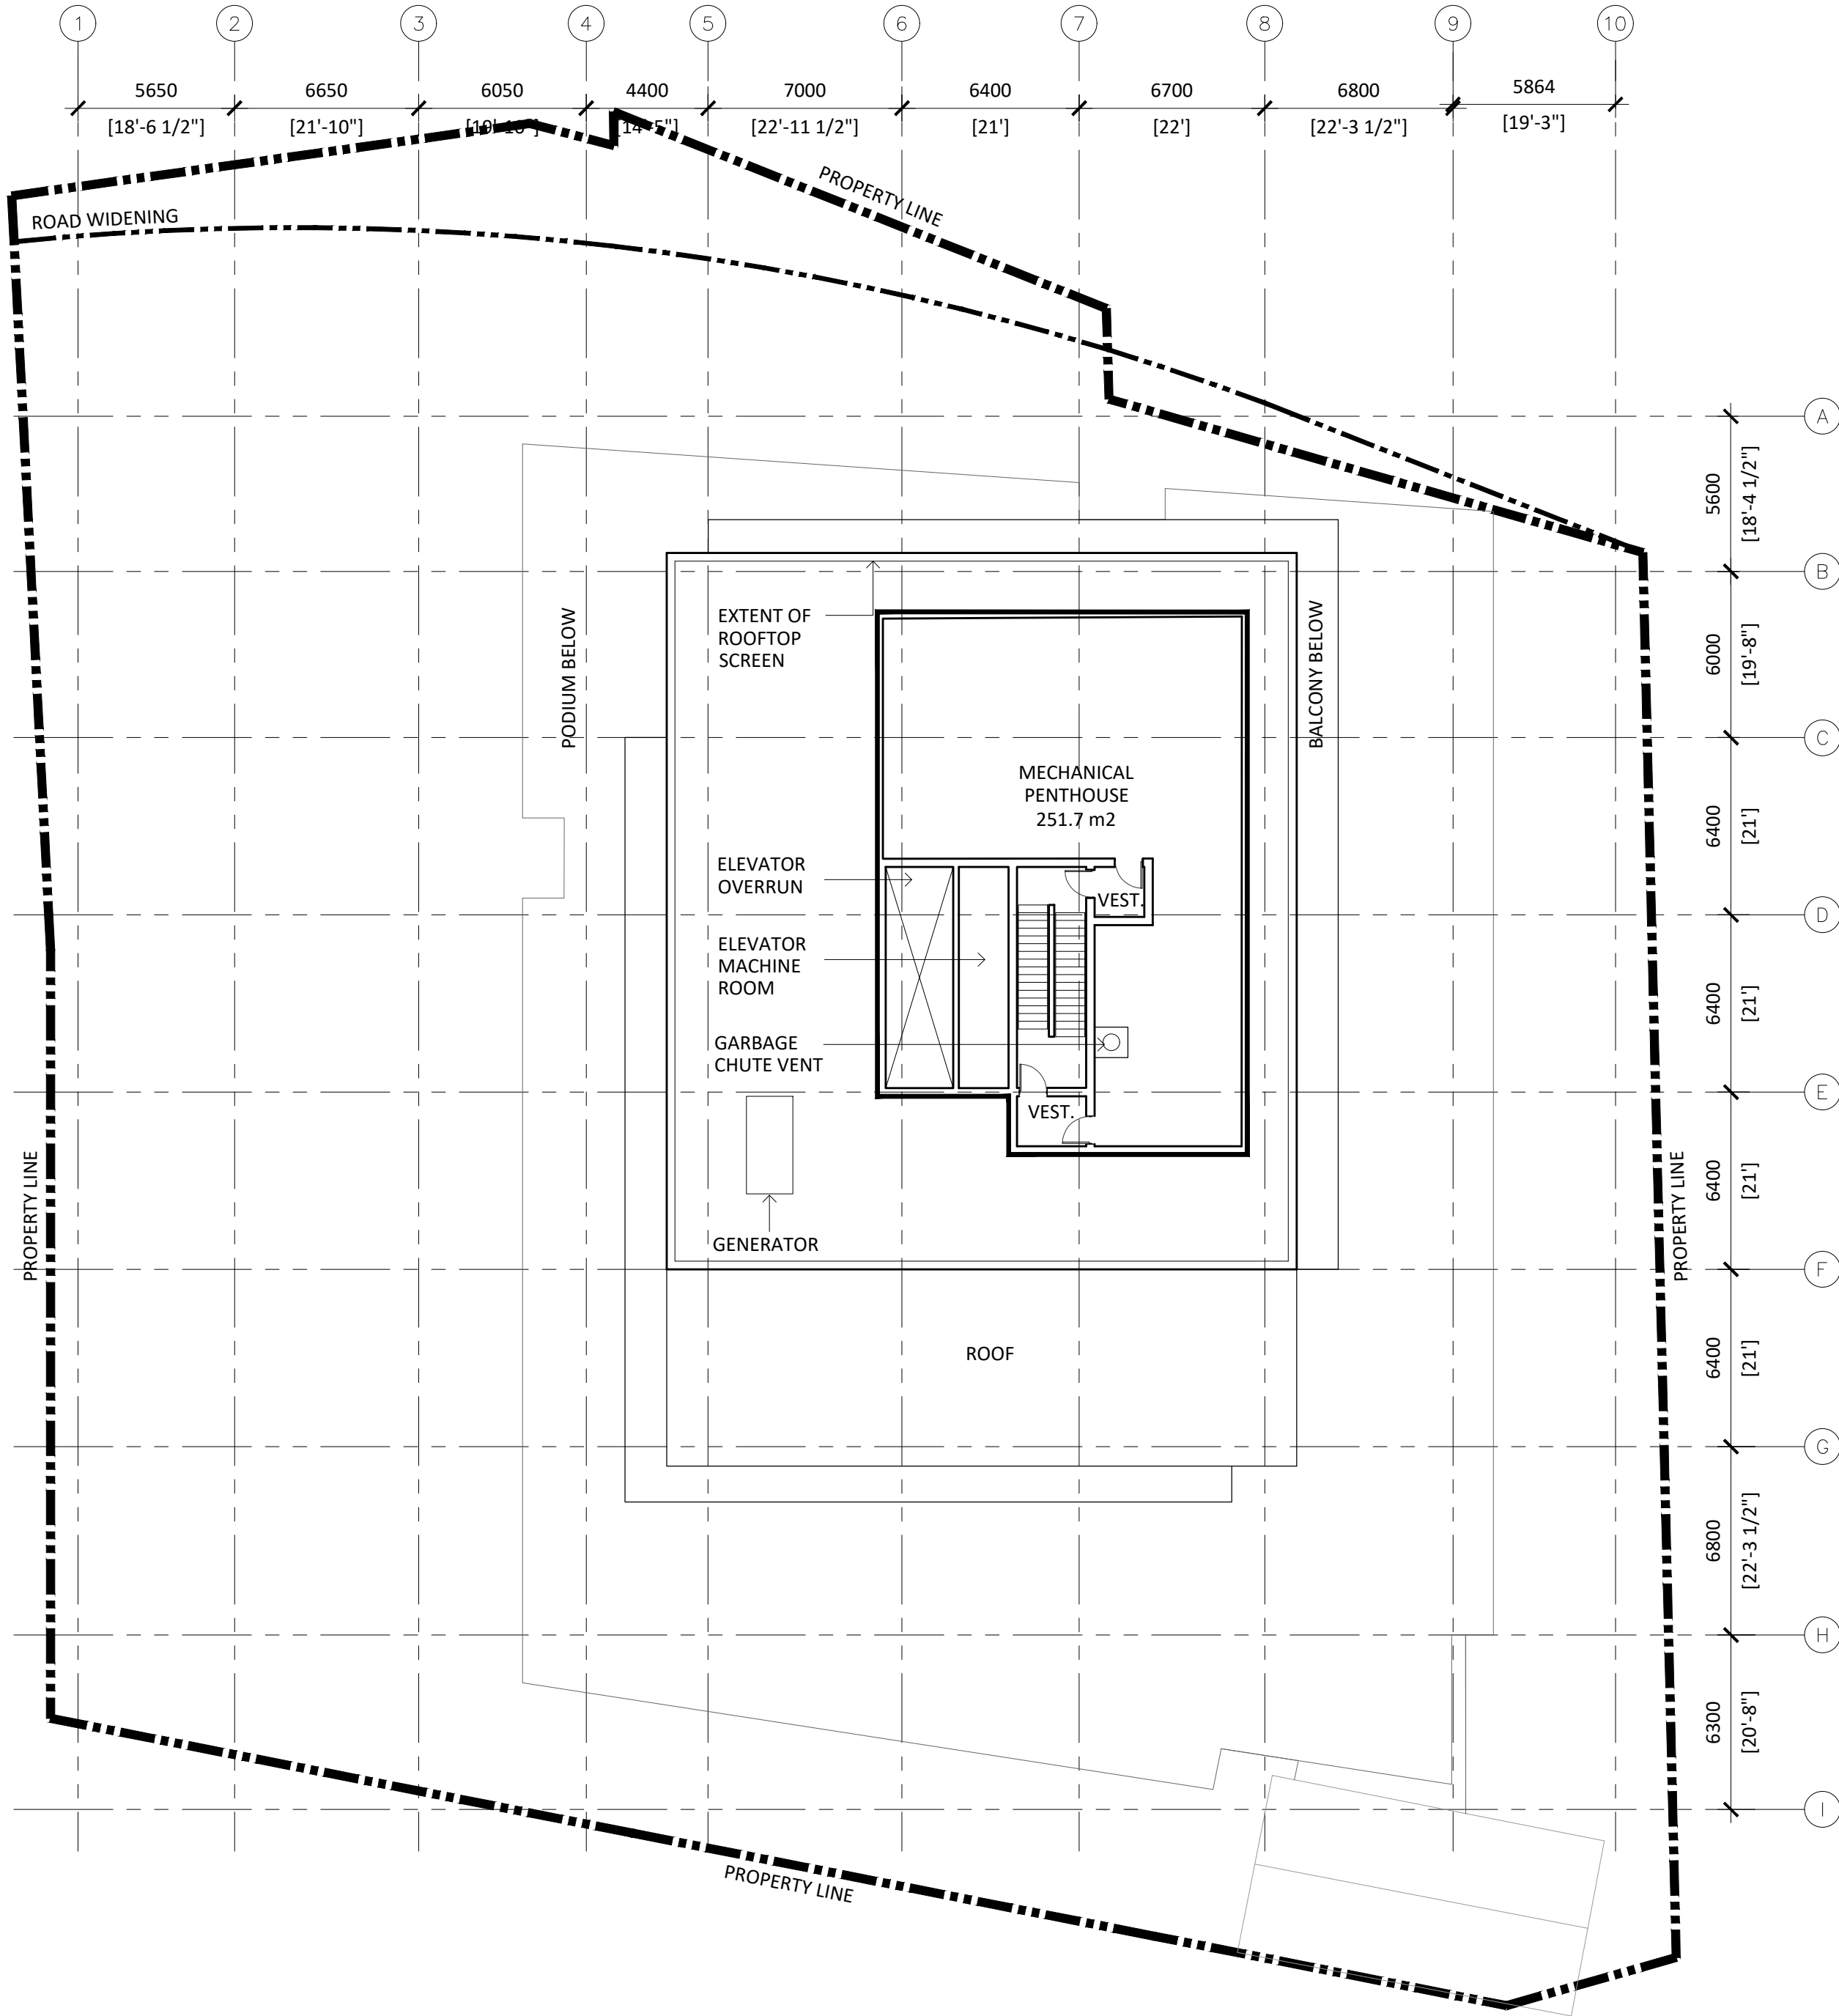 1 2 3 4 5 6 7 8 9 10
5650 6650 6050 4400 7000 6400 6700 6800 5864
[18'-6 1/2"] [21'-10"] [19'-10"] [14'-5"] [22'-11 1/2"] [21'] [22'] [22'-3 1/2"] [19'-3"]
PROPERTY LINE
ROAD WIDENING
A
5600
[18'-4 1/2"]
B
6000
[19'-8"]
C
6400
[21']
D
6400
[21']
E
6400
[21']
F
6400
[21']
G
6800
[22'-3 1/2"]
H
6300
[20'-8"]
I
PODIUM BELOW
EXTENT OF
ROOFTOP
SCREEN
BALCONY BELOW
MECHANICAL
PENTHOUSE
251.7 m2
ELEVATOR
OVERRUN
VEST.
ELEVATOR
MACHINE
ROOM
GARBAGE
CHUTE VENT
VEST.
GENERATOR
PROPERTY LINE
PROPERTY LINE
ROOF
PROPERTY LINE